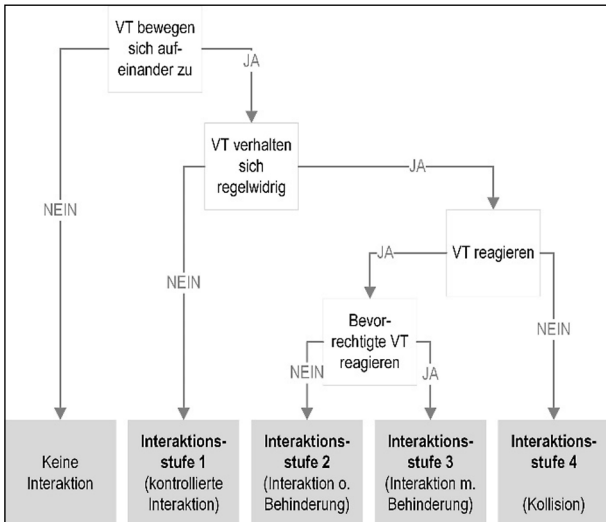 VT bewegen
sich auf-
einander zu
JA
VT verhalten
sich
regelwidrig
JA
NEIN
NEIN
VT reagieren
JA
NEIN
Bevor-
rechtigte VT
reagieren
NEIN
JA
Keine
Interaktion
Interaktions-
stufe 1
(kontrollierte
Interaktion)
Interaktions-
stufe 2
(Interaktion o.
Behinderung)
Interaktions-
stufe 3
(Interaktion m.
Behinderung)
Interaktions-
stufe 4
(Kollision)